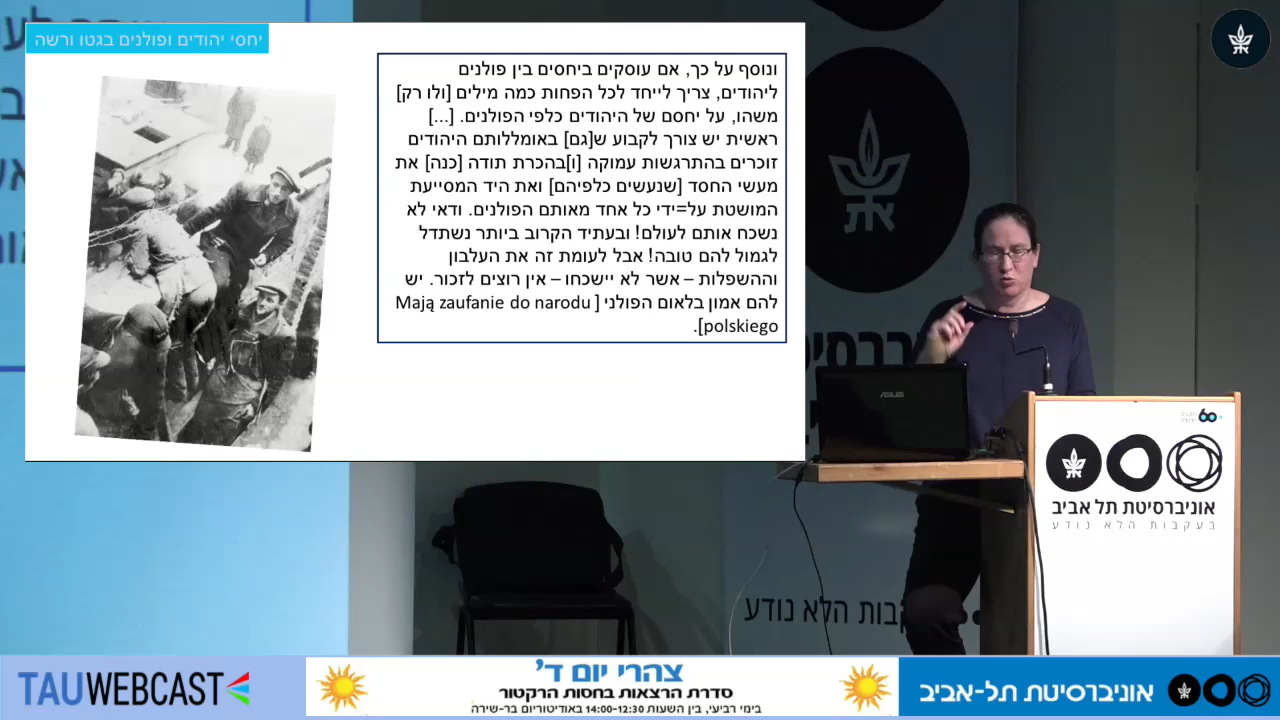 יחסי יהודים ופולנים בגטו ורשה
ונוסף על כך, אם עוסקים ביחסים בין פולנים
ליהודים, צריך לייחד לכל הפחות כמה מילים [ולו רק]
משהו, על יחסם של היהודים כלפי הפולנים. [...]
ראשית יש צורך לקבוע ש[גם] באומללותם היהודים
זוכרים בהתרגשות עמוקה [ו]בהכרת תודה [כנה] את
מעשי החסד [שנעשים כלפיהם] ואת היד המסייעת
המושטת על=ידי כל אחד מאותם הפולנים. ודאי לא
נשכח אותם לעולם! ובעתיד הקרוב ביותר נשתדל
לגמול להם טובה! אבל לעומת זה את העלבון
וההשפלות – אשר לא יישכחו – אין רוצים לזכור. יש
להם אמון בלאום הפולני [Mają zaufanie do narodu
polskiego].
את
ASUS
60
אוניברסיטת תל אביב
בעקבות הלא נודע
קבות הלא נודע
TAUWEBCAST
צהרי יום ד'
סדרת הרצאות בחסות הרקטור
בימי רביעי, בין השעות 14:00-12:30 באודיטוריום בר-שירה
אוניברסיטת תל-אביב